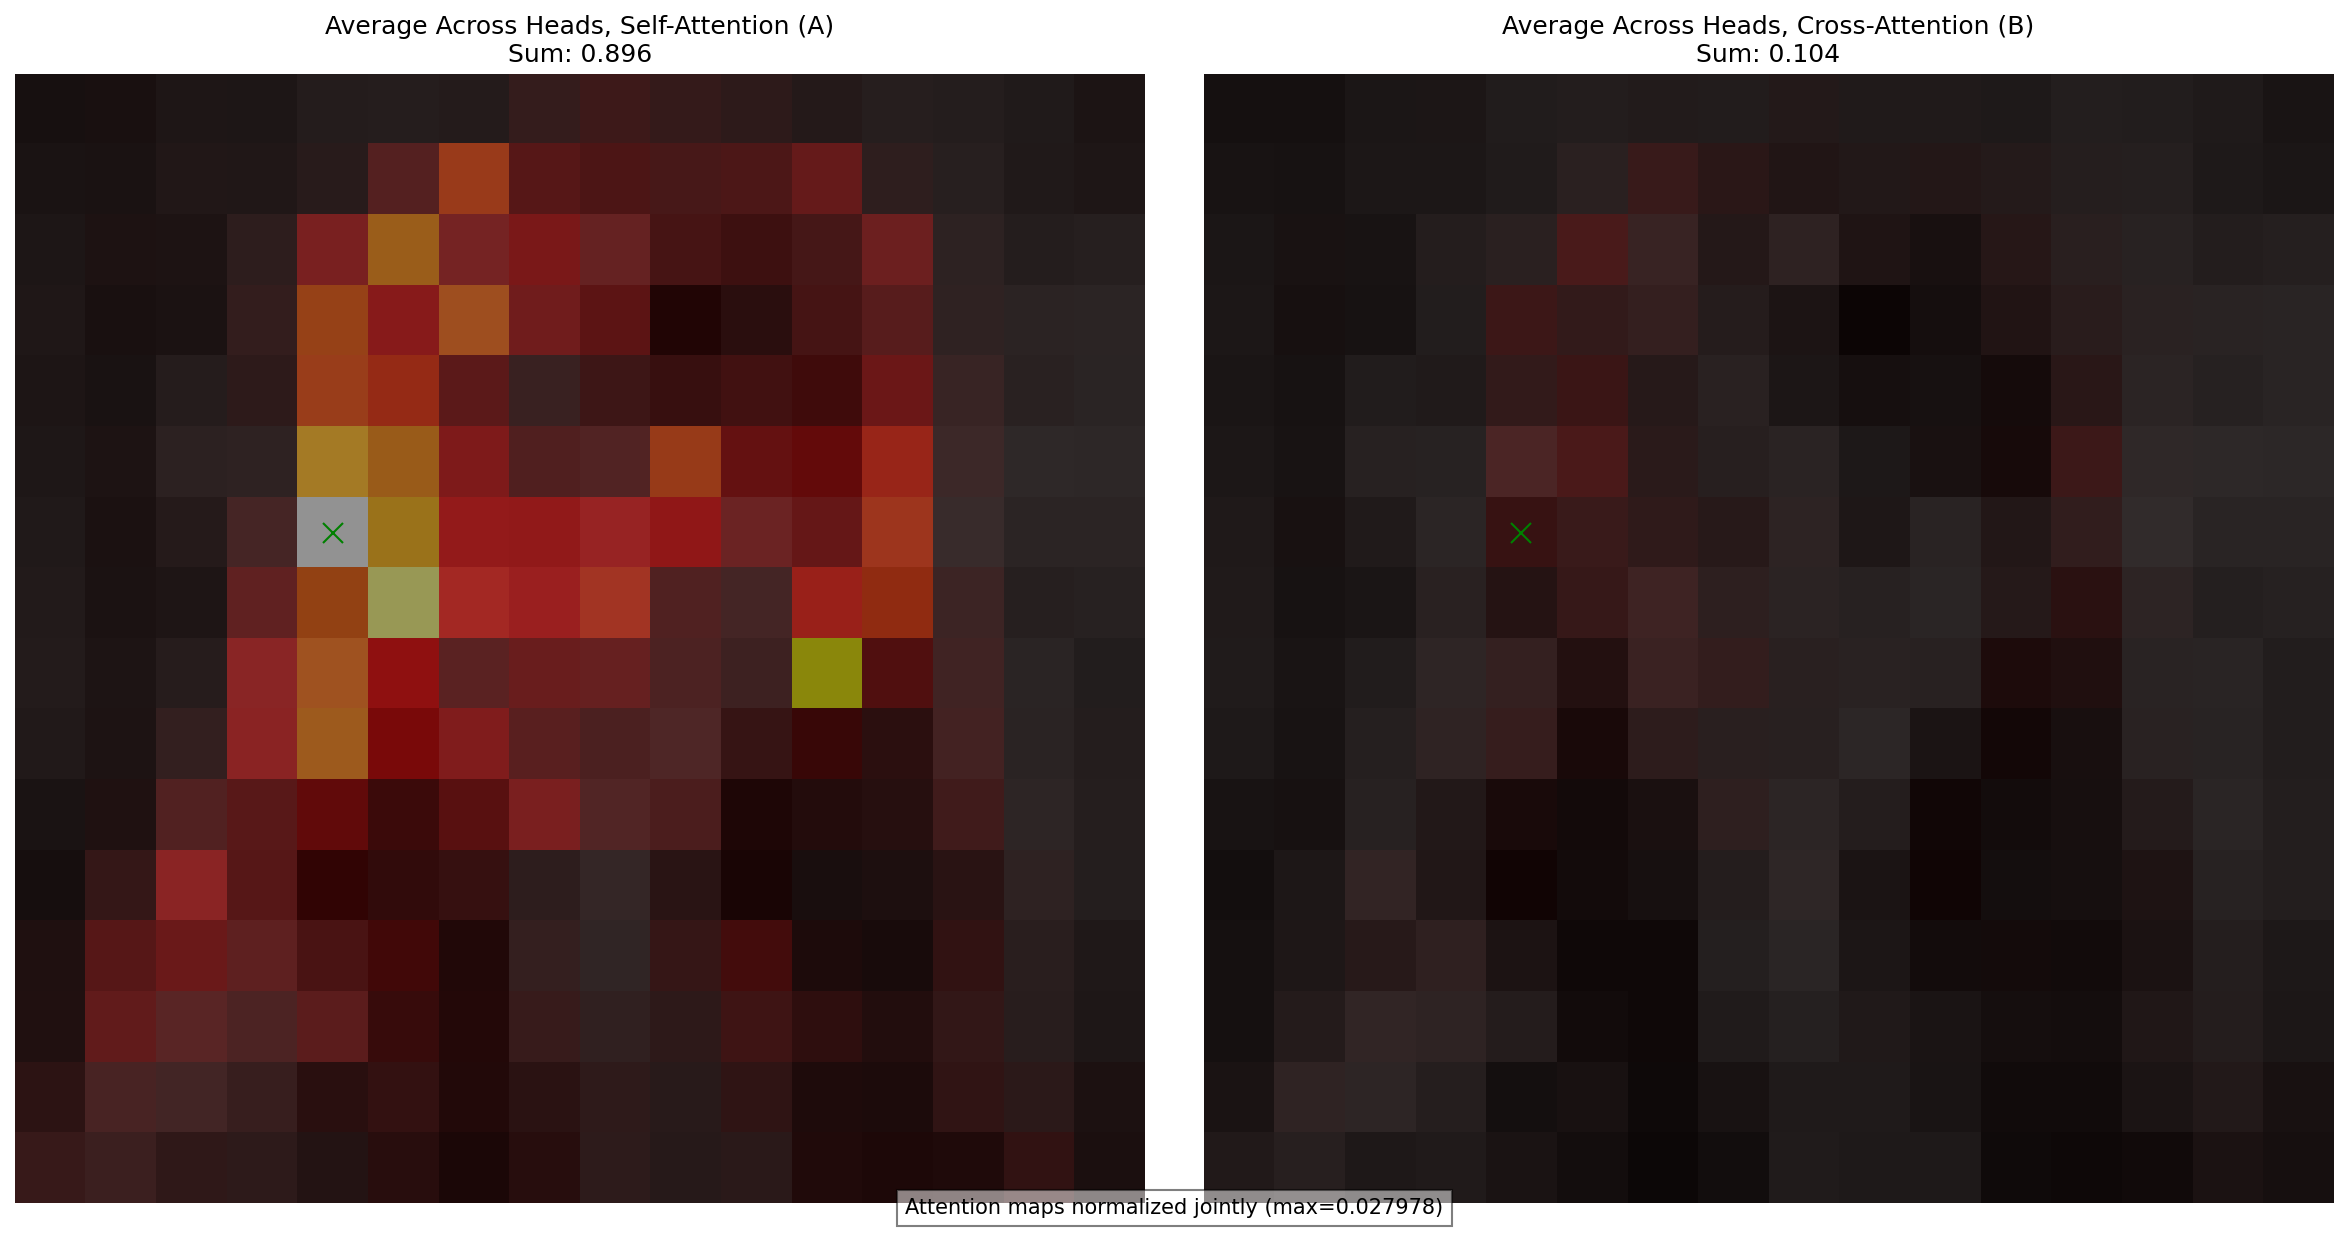 Average Across Heads, Self-Attention (A)
Sum: 0.896
Average Across Heads, Cross-Attention (B)
Sum: 0.104
Attention maps normalized jointly (max=0.027978)